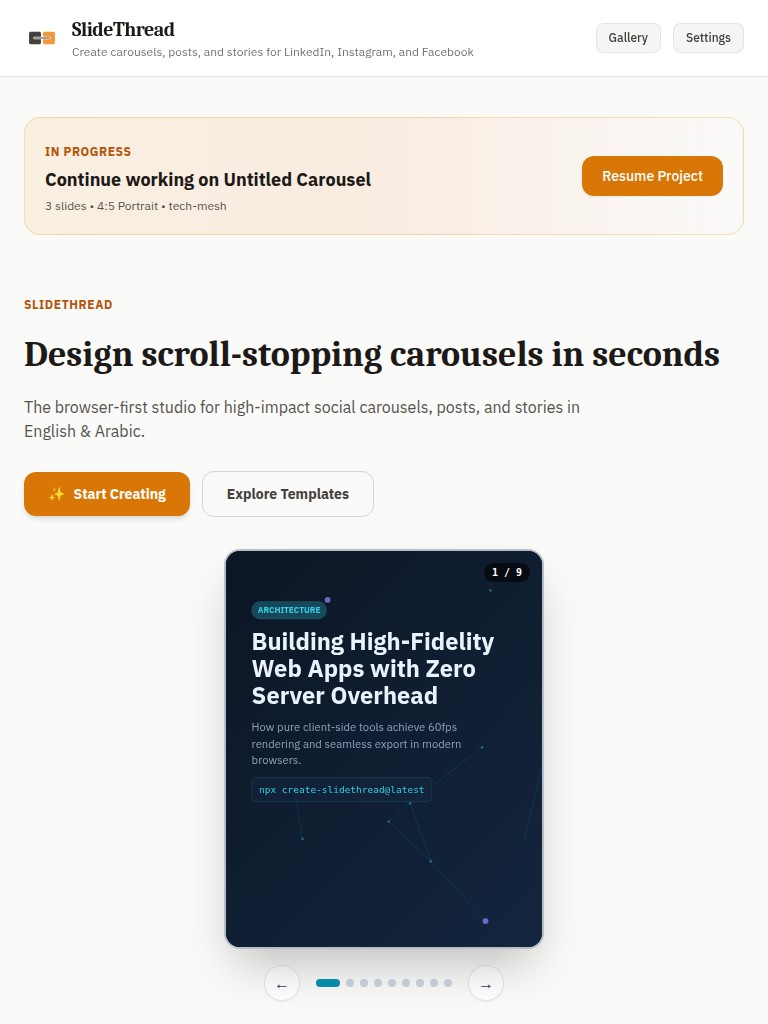 SlideThread
Create carousels, posts, and stories for LinkedIn, Instagram, and Facebook
Gallery
Settings
IN PROGRESS
Continue working on Untitled Carousel
3 slides • 4:5 Portrait • tech-mesh
Resume Project
SLIDETHREAD
Design scroll-stopping carousels in seconds
The browser-first studio for high-impact social carousels, posts, and stories in
English & Arabic.
✨ Start Creating
Explore Templates
1 / 9
ARCHITECTURE
Building High-Fidelity
Web Apps with Zero
Server Overhead
How pure client-side tools achieve 60fps
rendering and seamless export in modern
browsers.
npx create-slidethread@latest
← →